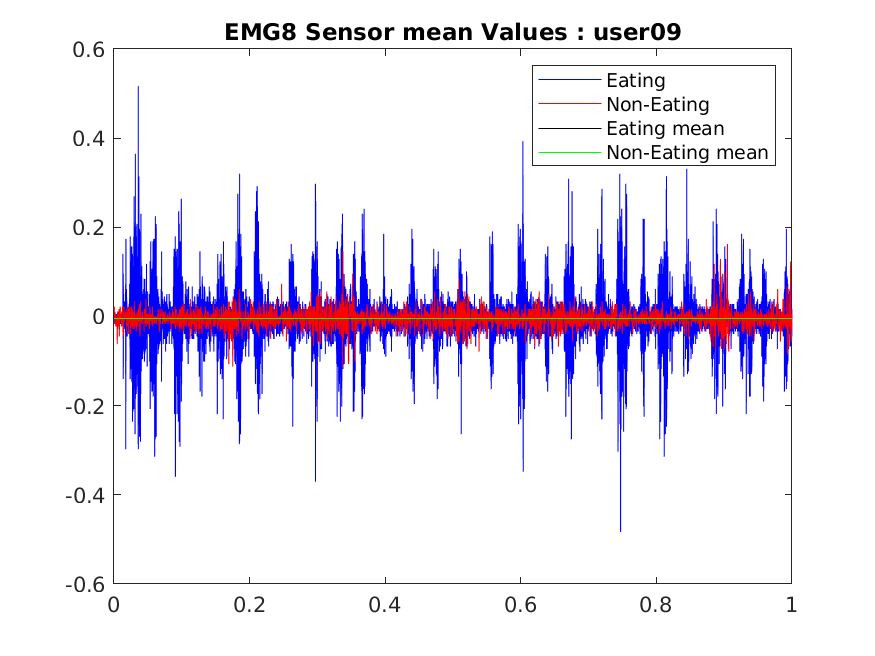 EMG8 Sensor mean Values : user09
0.6
0.4
0.2
0
-0.2
-0.4
-0.6
0
0.2
0.4
0.6
0.8
1
Eating
Non-Eating
Eating mean
Non-Eating mean